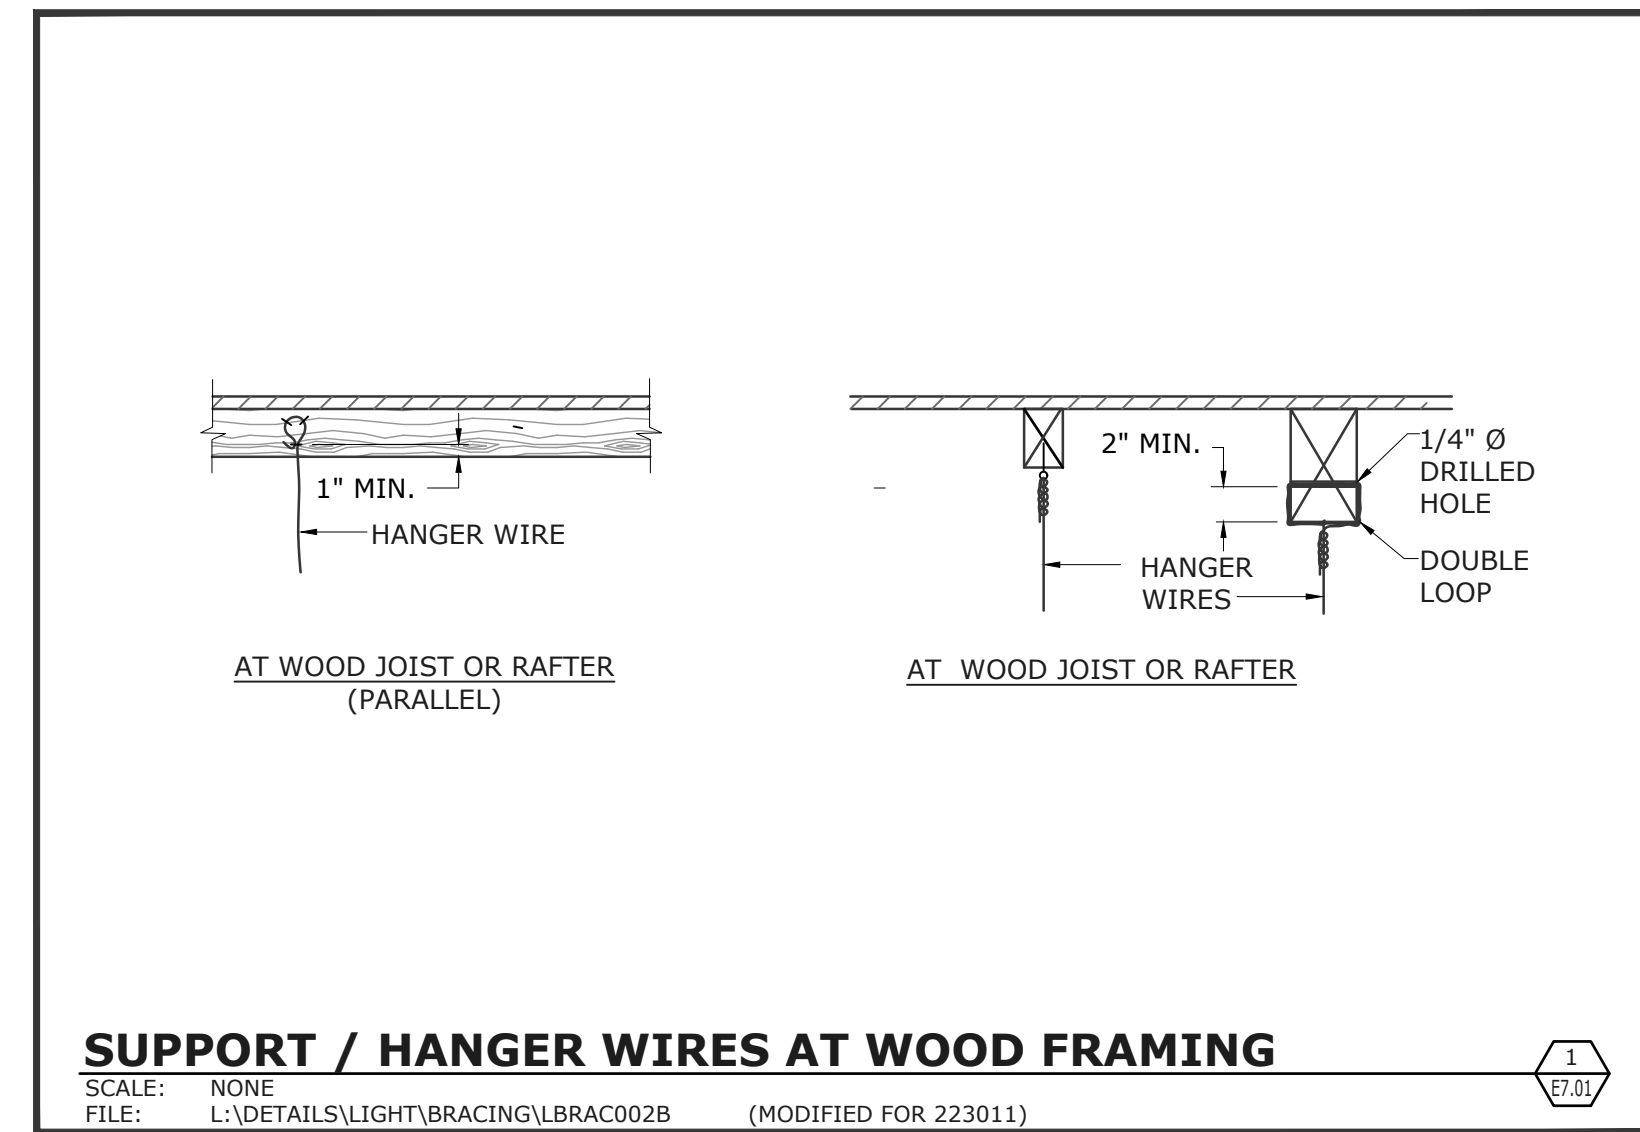 1" MIN.
HANGER WIRE
AT WOOD JOIST OR RAFTER
(PARALLEL)
2" MIN.
1/4" Ø
DRILLED
HOLE
HANGER
WIRES
DOUBLE
LOOP
AT WOOD JOIST OR RAFTER
SUPPORT / HANGER WIRES AT WOOD FRAMING
SCALE: NONE
FILE: L:\DETAILS\LIGHT\BRACING\LBRAC002B (MODIFIED FOR 223011)
1
E7.01